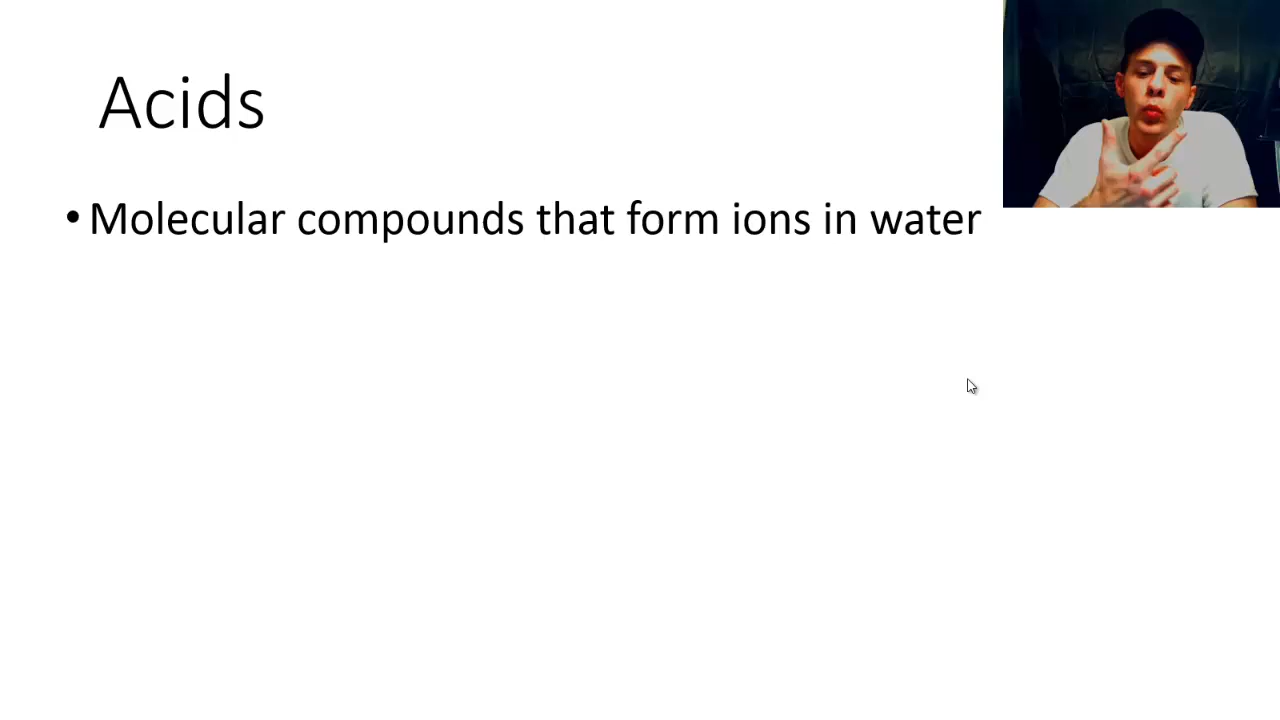 Acids
• Molecular compounds that form ions in water